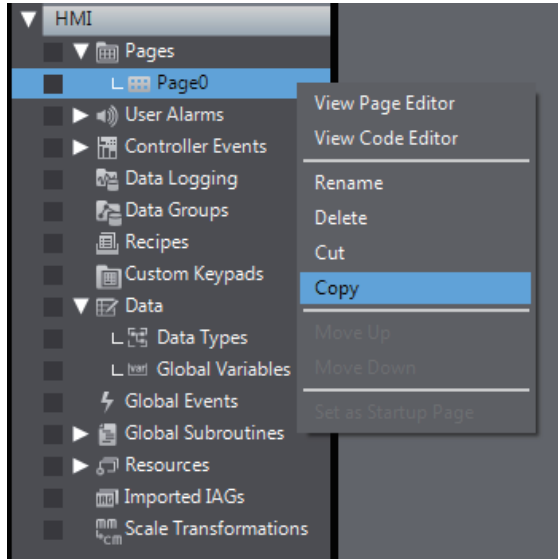 HMI
Pages
Page0
User Alarms
Controller Events
Data Logging
Data Groups
Recipes
Custom Keypads
Data
Data Types
Global Variables
Global Events
Global Subroutines
Resources
Imported IAGs
Scale Transformations
View Page Editor
View Code Editor
Rename
Delete
Cut
Copy
Move Up
Move Down
Set as Startup Page